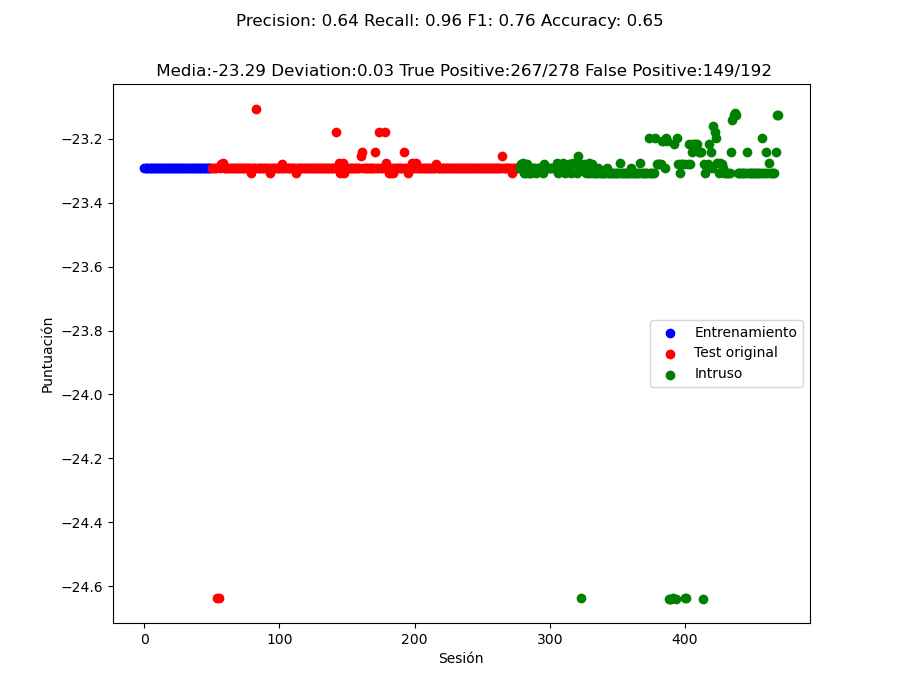 Precision: 0.64 Recall: 0.96 F1: 0.76 Accuracy: 0.65
Media:-23.29 Deviation:0.03 True Positive:267/278 False Positive:149/192
−23.2
−23.4
−23.6
−23.8
−24.0
−24.2
−24.4
−24.6
Puntuación
Entrenamiento
Test original
Intruso
0 100 200 300 400
Sesión